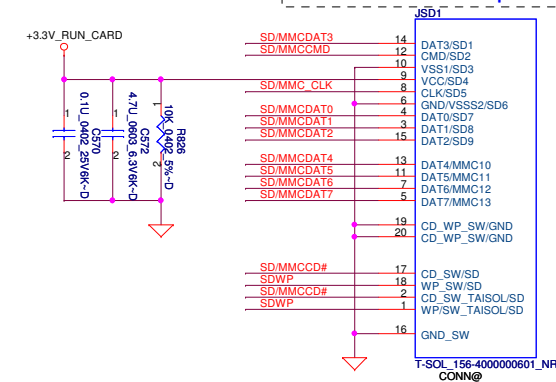 JSD1
+3.3V_RUN_CARD
SD/MMCDAT3 14 DAT3/SD1
SD/MMCCMD 12 CMD/SD2
10 VSS1/SD3
9 VCC/SD4
SD/MMC_CLK 8 CLK/SD5
6 GND/VSSS2/SD6
SD/MMCDAT0 4 DAT0/SD7
SD/MMCDAT1 3 DAT1/SD8
SD/MMCDAT2 15 DAT2/SD9
SD/MMCDAT4 13 DAT4/MMC10
SD/MMCDAT5 11 DAT5/MMC11
SD/MMCDAT6 7 DAT6/MMC12
SD/MMCDAT7 5 DAT7/MMC13
19 CD_WP_SW/GND
20 CD_WP_SW/GND
SD/MMCCD# 17 CD_SW/SD
SDWP 18 WP_SW/SD
SD/MMCCD# 2 CD_SW_TAISOL/SD
SDWP 1 WP/SW_TAISOL/SD
16 GND_SW
T-SOL_156-4000000601_NR
CONN@
1
2
C570
0.1U_0402_25V6K~D
1
2
C572
4.7U_0603_6.3V6K~D
1
2
R826
10K_0402_5%~D